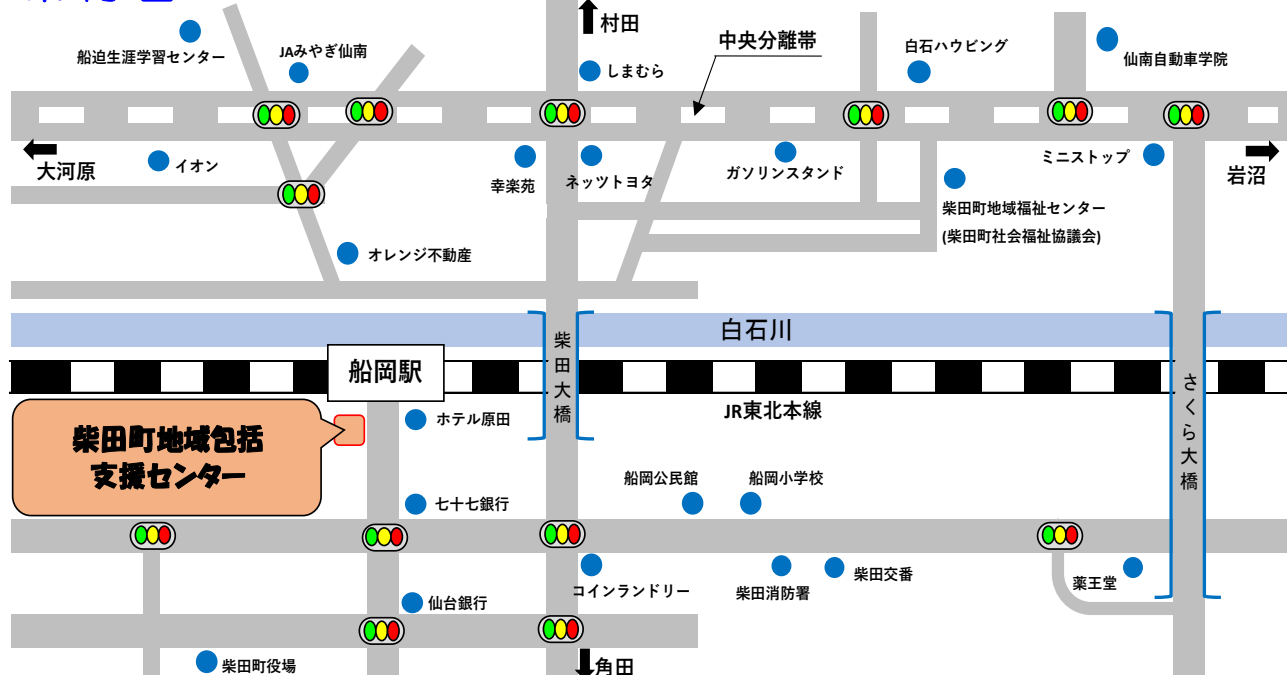 村田
中央分離帯
白石ハウビング
仙南自動車学院
船迫生涯学習センター
JAみやぎ仙南
しまむら
大河原
イオン
幸楽苑
ネッツトヨタ
ガソリンスタンド
ミニストップ
岩沼
柴田町地域福祉センター
(柴田町社会福祉協議会)
オレンジ不動産
白石川
柴田大橋
さくら大橋
船岡駅
JR東北本線
ホテル原田
柴田町地域包括
支援センター
船岡公民館
船岡小学校
七十七銀行
コインランドリー
柴田消防署
柴田交番
薬王堂
仙台銀行
柴田町役場
角田